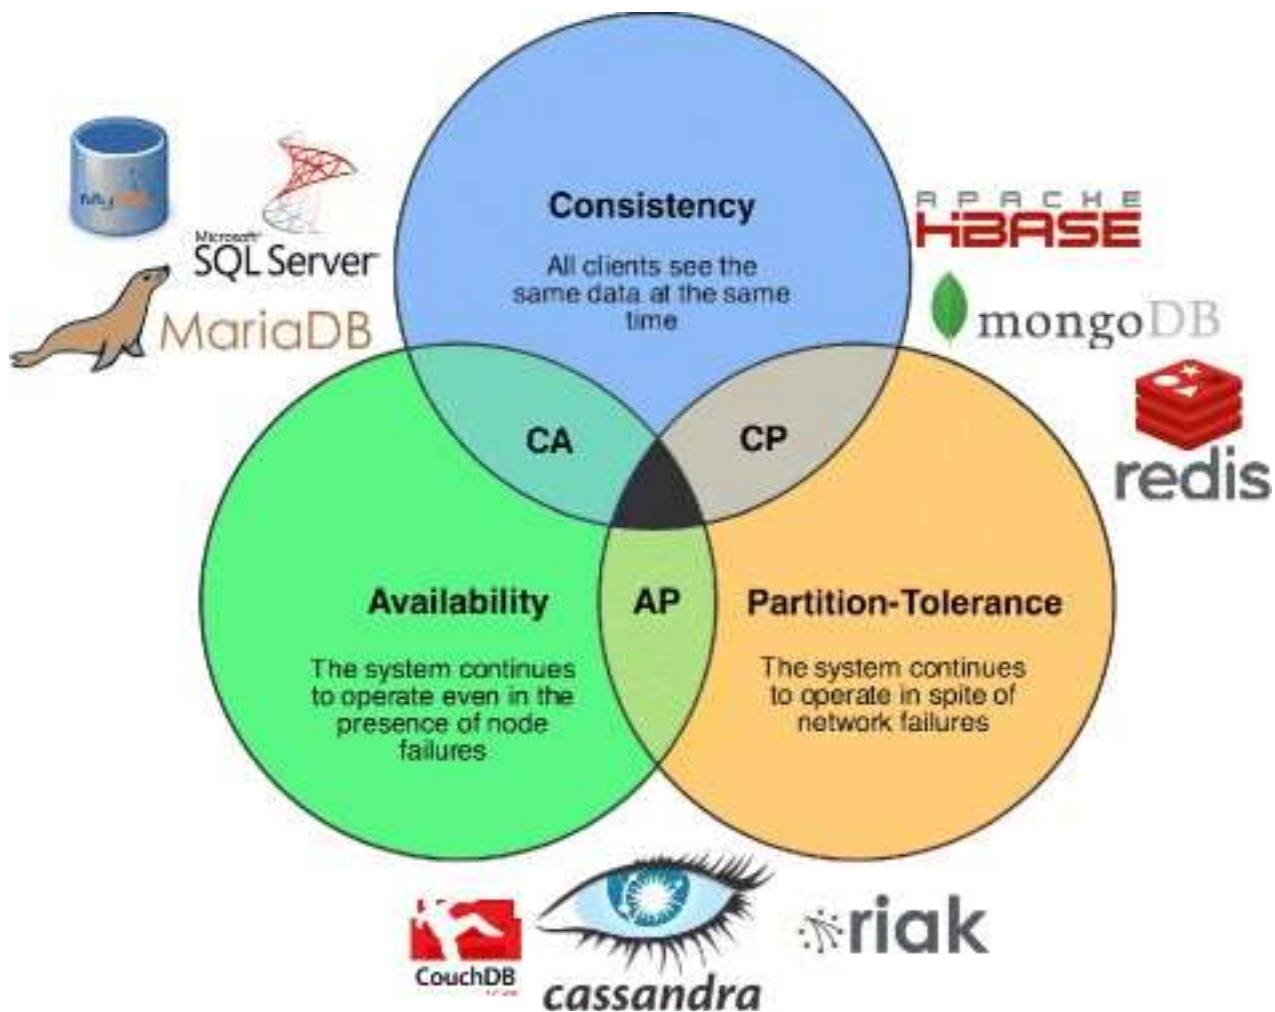 MySQL
Microsoft
SQL Server
MariaDB
Consistency
All clients see the
same data at the same
time
APACHE
HBASE
mongoDB
redis
CA
CP
Availability
The system continues
to operate even in the
presence of node
failures
AP
Partition-Tolerance
The system continues
to operate in spite of
network failures
CouchDB
cassandra
riak